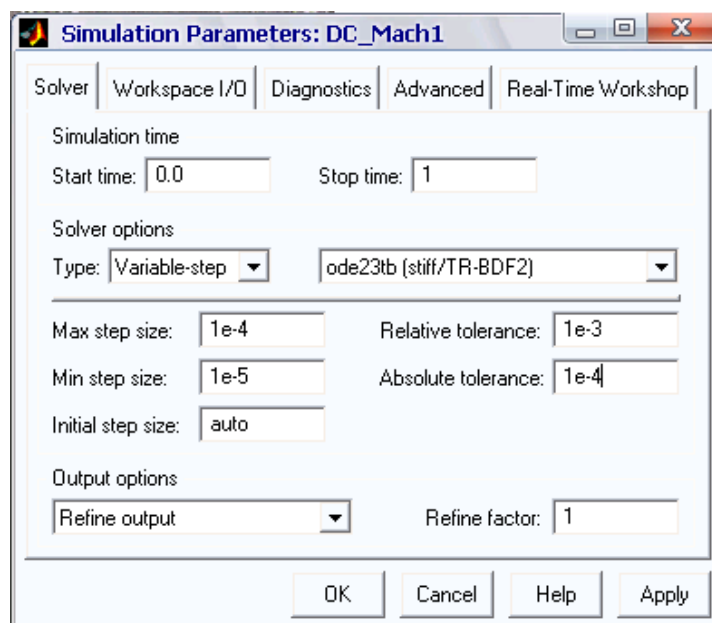 Simulation Parameters: DC_Mach1
Solver Workspace I/O Diagnostics Advanced Real-Time Workshop
Simulation time
Start time: 0.0 Stop time: 1
Solver options
Type: Variable-step ode23tb (stiff/TR-BDF2)
Max step size: 1e-4 Relative tolerance: 1e-3
Min step size: 1e-5 Absolute tolerance: 1e-4
Initial step size: auto
Output options
Refine output Refine factor: 1
OK Cancel Help Apply